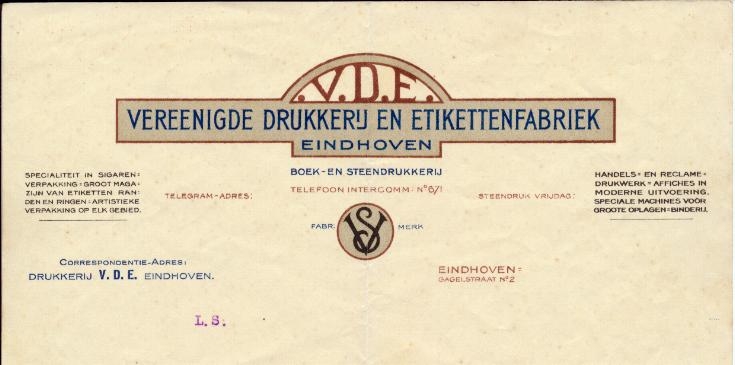 .V.D.E.
VEREENIGDE DRUKKERIJ EN ETIKETTENFABRIEK
EINDHOVEN
BOEK- EN STEENDRUKKERIJ
TELEFOON INTERCOMM: Nº 671
SPECIALITEIT IN SIGAREN=
VERPAKKING = GROOT MAGA=
ZIJN VAN ETIKETTEN RAN=
DEN EN RINGEN = ARTISTIEKE
VERPAKKING OP ELK GEBIED.
TELEGRAM-ADRES:
STEENDRUK VRIJDAG:
HANDELS= EN RECLAME=
DRUKWERK = AFFICHES IN
MODERNE UITVOERING,
SPECIALE MACHINES VOOR
GROOTE OPLAGEN = BINDERIJ.
FABR. VS MERK
CORRESPONDENTIE-ADRES:
DRUKKERIJ V. D. E. EINDHOVEN.
EINDHOVEN=
GAGELSTRAAT Nº 2
L.S.